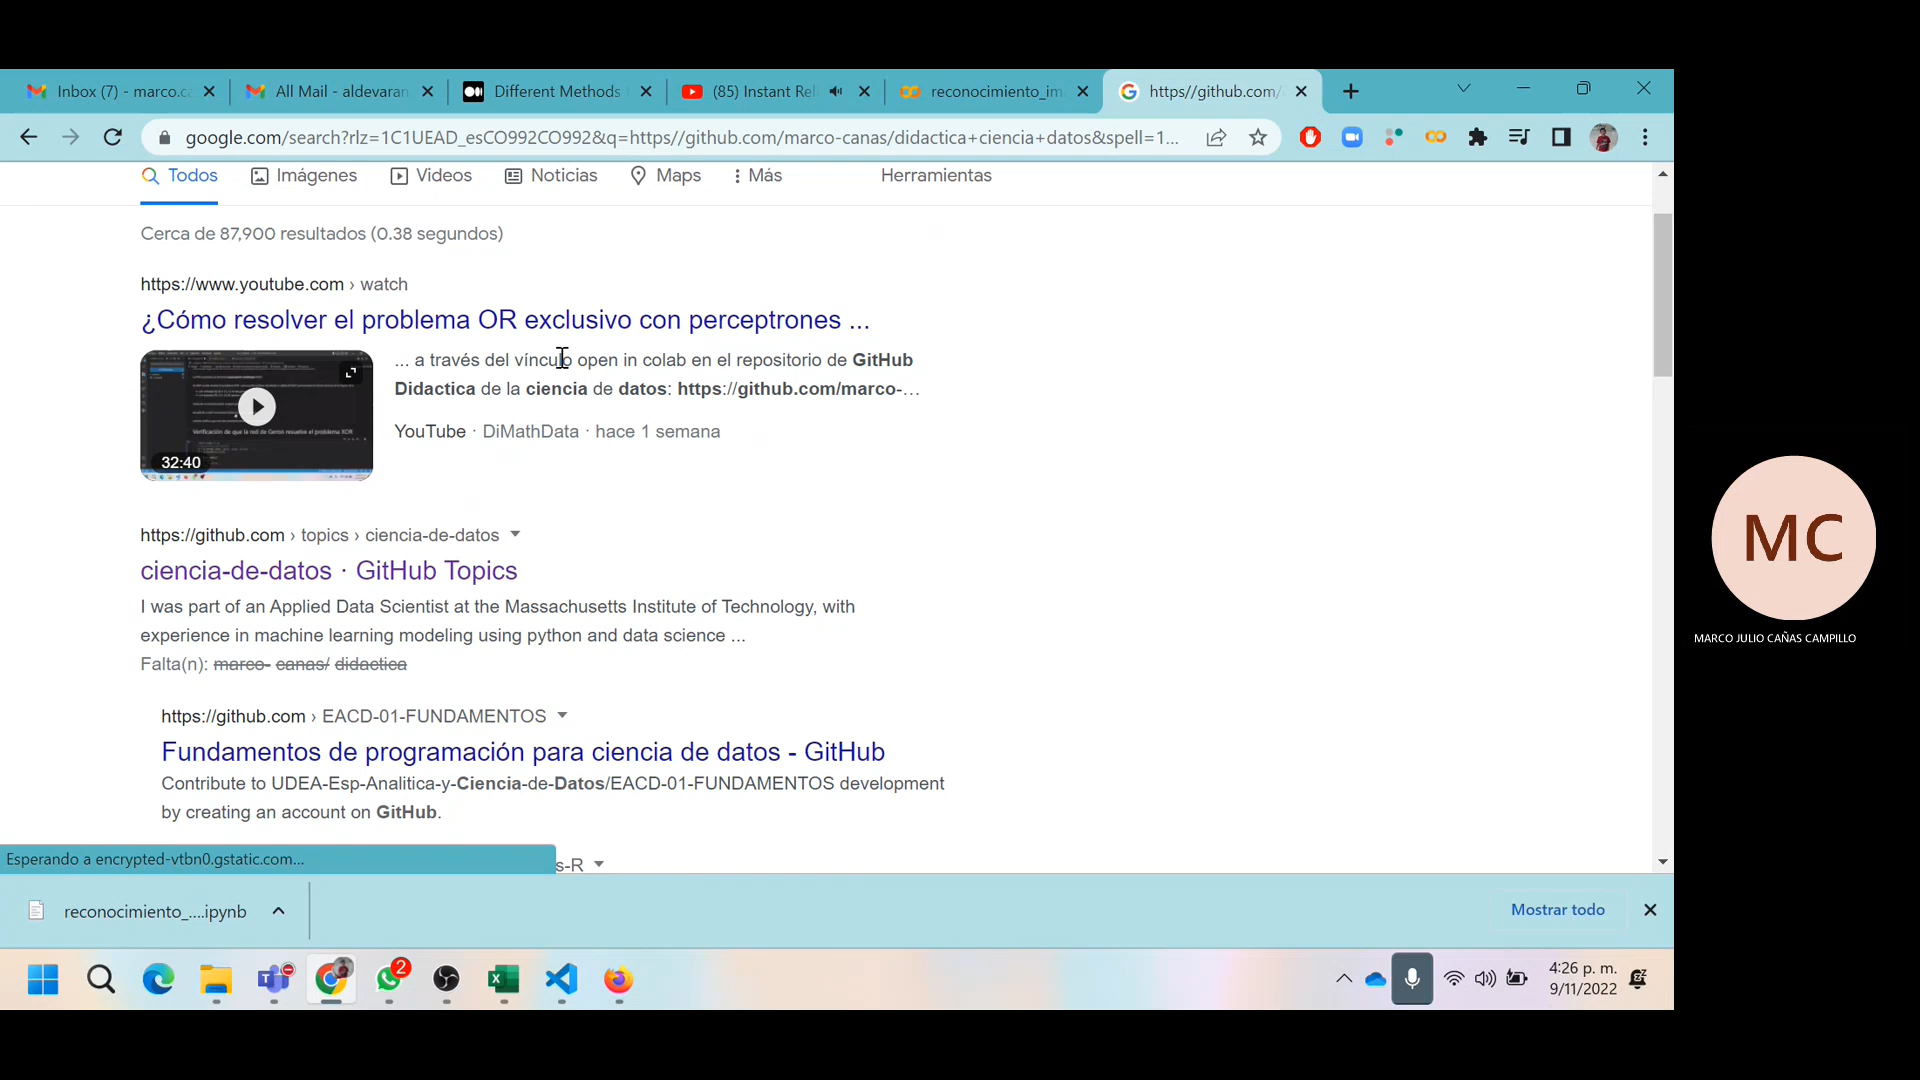 Inbox (7) - marco.c
All Mail - aldevaran
Different Methods
(85) Instant Rel
reconocimiento_im
https//github.com/
google.com/search?rlz=1C1UEAD_esCO992CO992&q=https//github.com/marco-canas/didactica+ciencia+datos&spell=1...
Todos
Imágenes
Videos
Noticias
Maps
Más
Herramientas
Cerca de 87,900 resultados (0.38 segundos)
https://www.youtube.com › watch
¿Cómo resolver el problema OR exclusivo con perceptrones ...
... a través del vínculo open in colab en el repositorio de GitHub
Didactica de la ciencia de datos: https://github.com/marco-...
32:40
YouTube · DiMathData · hace 1 semana
https://github.com › topics › ciencia-de-datos
ciencia-de-datos · GitHub Topics
I was part of an Applied Data Scientist at the Massachusetts Institute of Technology, with
experience in machine learning modeling using python and data science ...
Falta(n): marco- canas/ didactica
https://github.com › EACD-01-FUNDAMENTOS
Fundamentos de programación para ciencia de datos - GitHub
Contribute to UDEA-Esp-Analitica-y-Ciencia-de-Datos/EACD-01-FUNDAMENTOS development
by creating an account on GitHub.
Esperando a encrypted-vtbn0.gstatic.com...
s-R
reconocimiento_....ipynb
Mostrar todo
2
4:26 p. m.
9/11/2022
MC
MARCO JULIO CAÑAS CAMPILLO